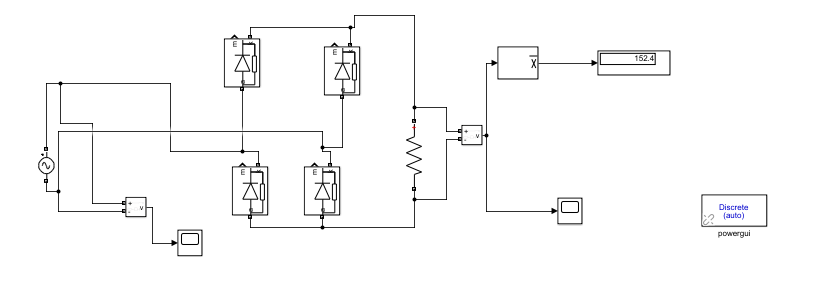 E
E
x̄
152.4
+
+
-
v
E
E
+
-
v
Discrete
(auto)
powergui